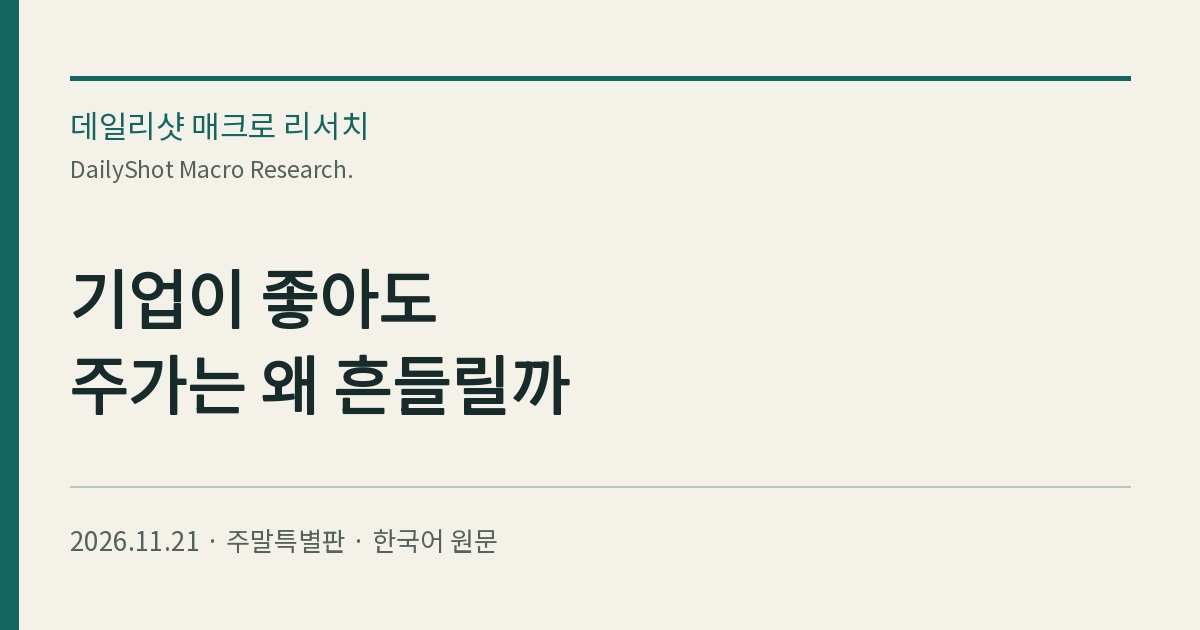 데일리샷 매크로 리서치
DailyShot Macro Research.
기업이 좋아도
주가는 왜 흔들릴까
2026.11.21 · 주말특별판 · 한국어 원문